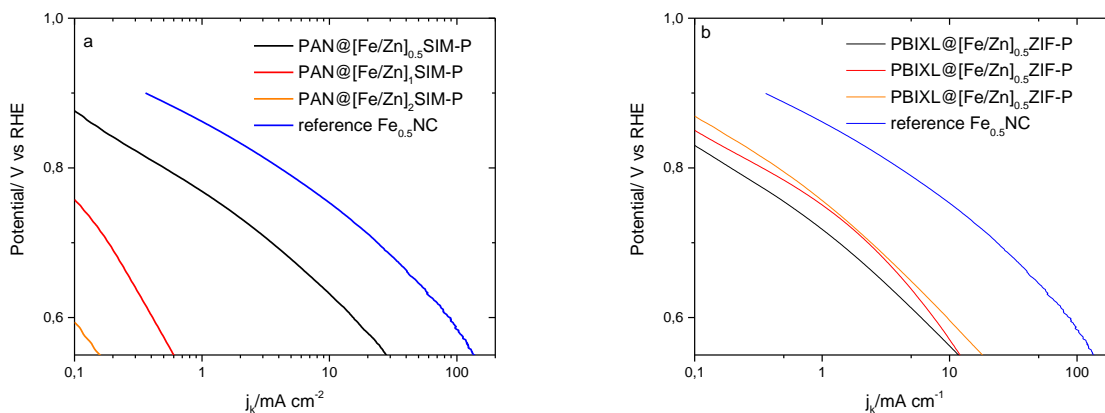 a
PAN@[Fe/Zn]0.5SIM-P
PAN@[Fe/Zn]1SIM-P
PAN@[Fe/Zn]2SIM-P
reference Fe0.5NC
1,0
0,8
0,6
Potential/ V vs RHE
0,1 1 10 100
jk/mA cm-2
b
PBIXL@[Fe/Zn]0.5ZIF-P
PBIXL@[Fe/Zn]0.5ZIF-P
PBIXL@[Fe/Zn]0.5ZIF-P
reference Fe0.5NC
1,0
0,8
0,6
Potential/ V vs RHE
0,1 1 10 100
jk/mA cm-1